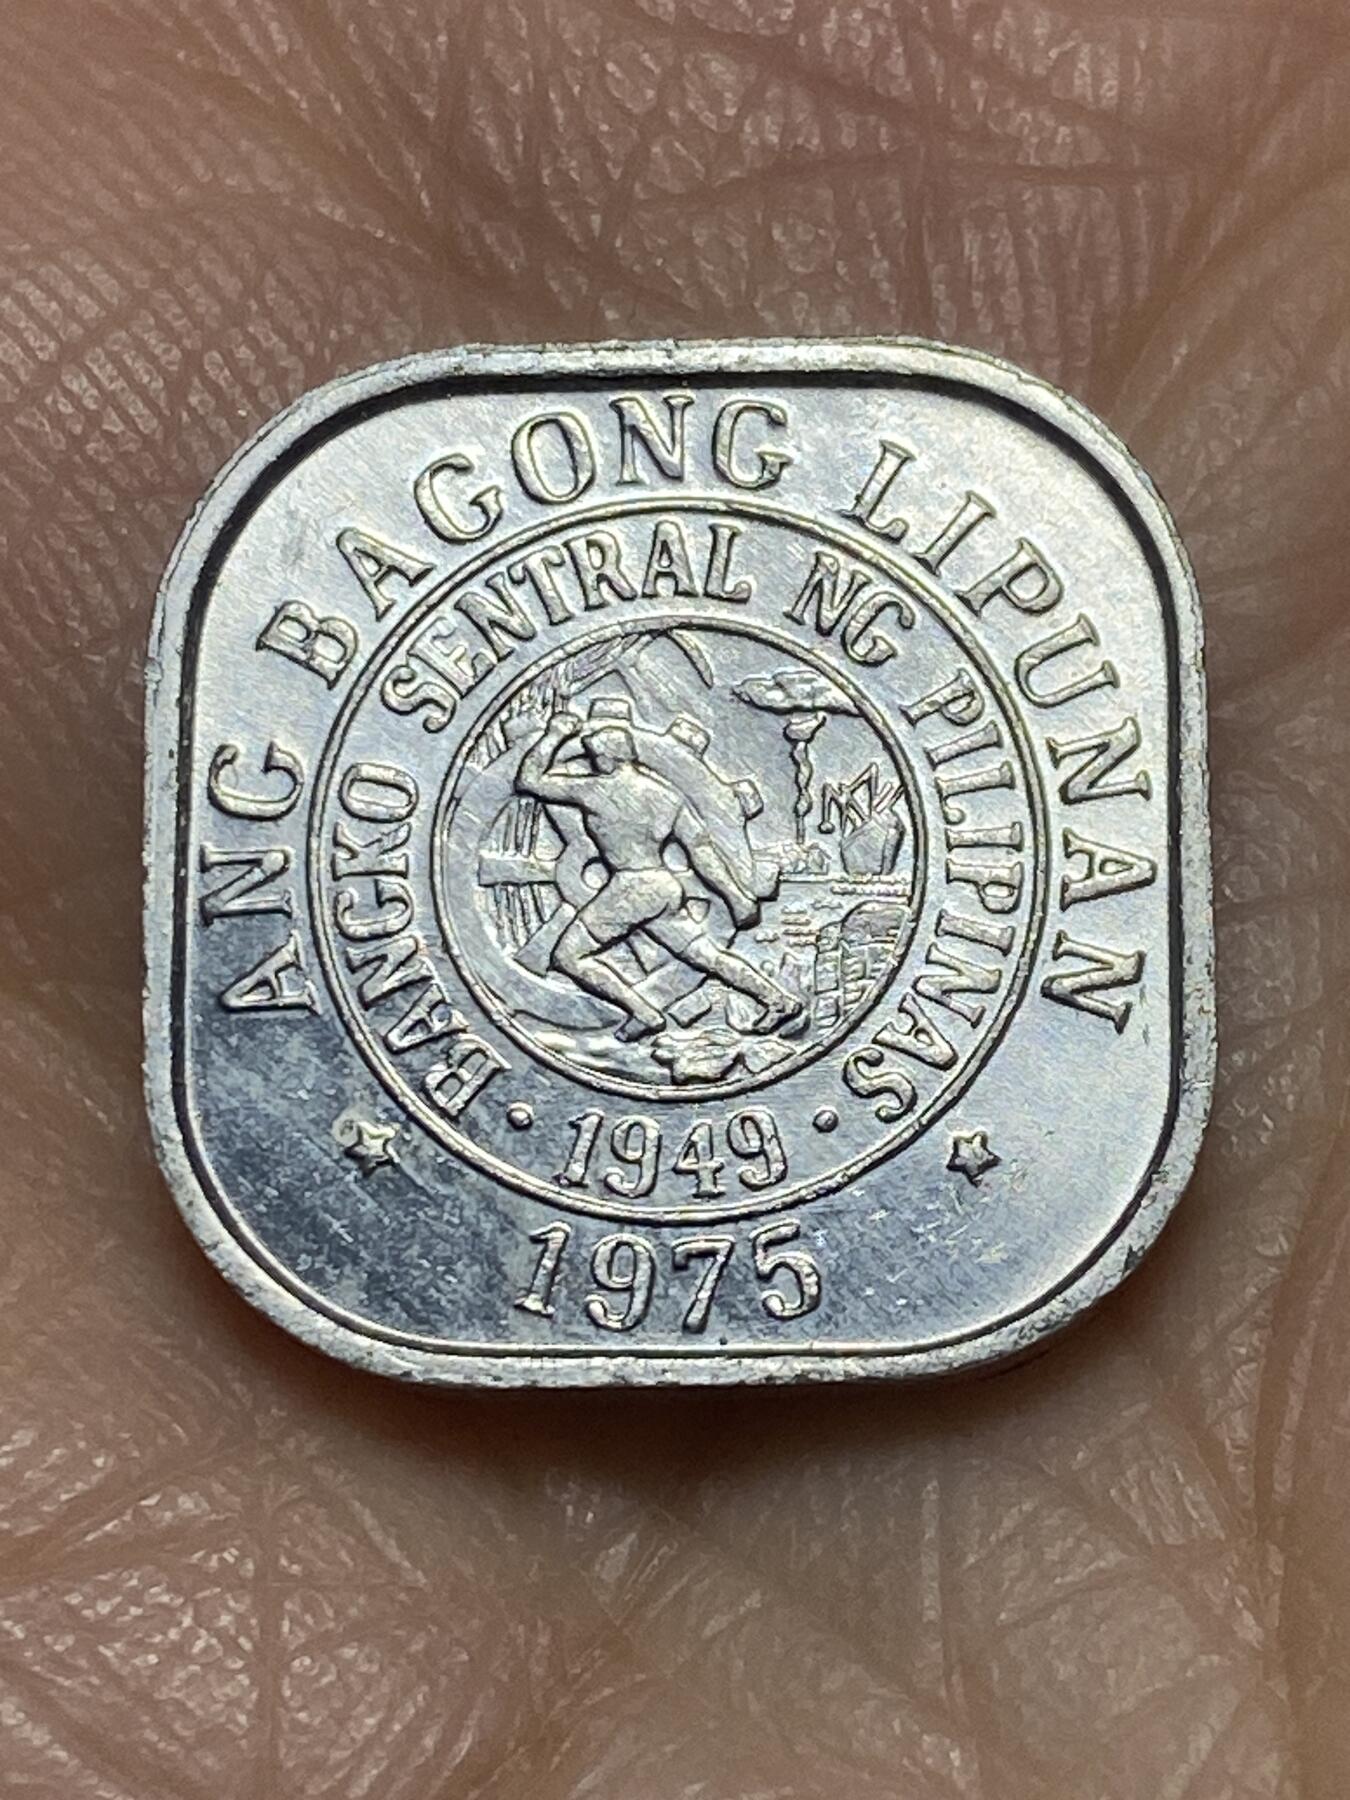 ANG BAGONG LIPUNAN
BANGKO SENTRAL NG PILIPINAS
· 1949 ·
1975